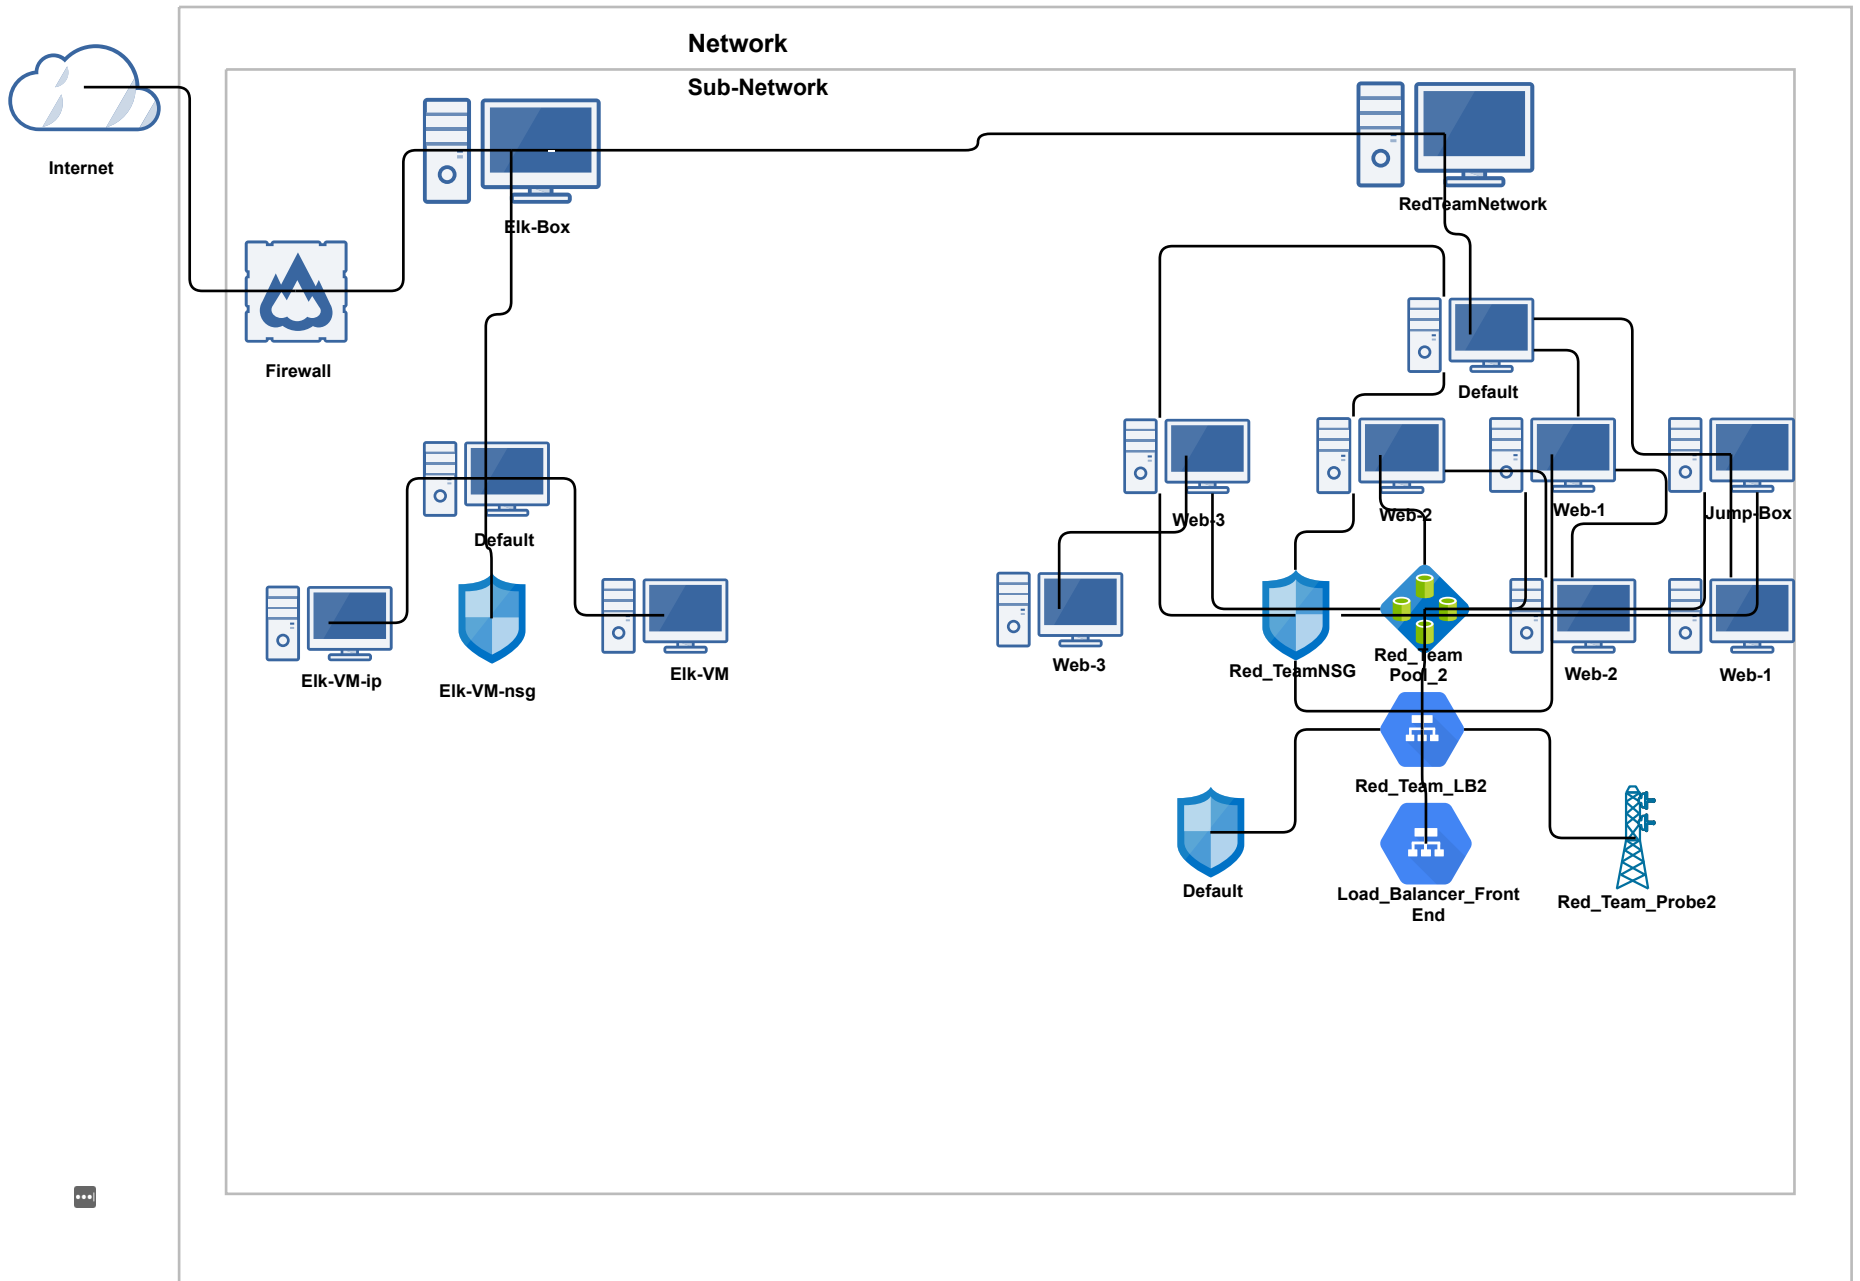 Network
Sub-Network
Internet
Elk-Box
RedTeamNetwork
Firewall
Default
Web-3
Web-2
Web-1
Jump-Box
Default
Elk-VM-ip
Elk-VM-nsg
Elk-VM
Web-3
Red_TeamNSG
Red_Team
Pool_2
Web-2
Web-1
Red_Team_LB2
Default
Load_Balancer_Front
End
Red_Team_Probe2